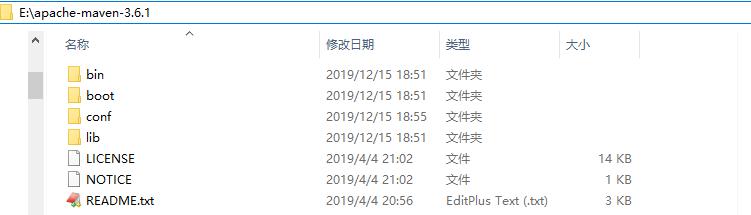 E:\apache-maven-3.6.1
名称 修改日期 类型 大小
bin 2019/12/15 18:51 文件夹
boot 2019/12/15 18:51 文件夹
conf 2019/12/15 18:55 文件夹
lib 2019/12/15 18:51 文件夹
LICENSE 2019/4/4 21:02 文件 14 KB
NOTICE 2019/4/4 21:02 文件 1 KB
README.txt 2019/4/4 20:56 EditPlus Text (.txt) 3 KB